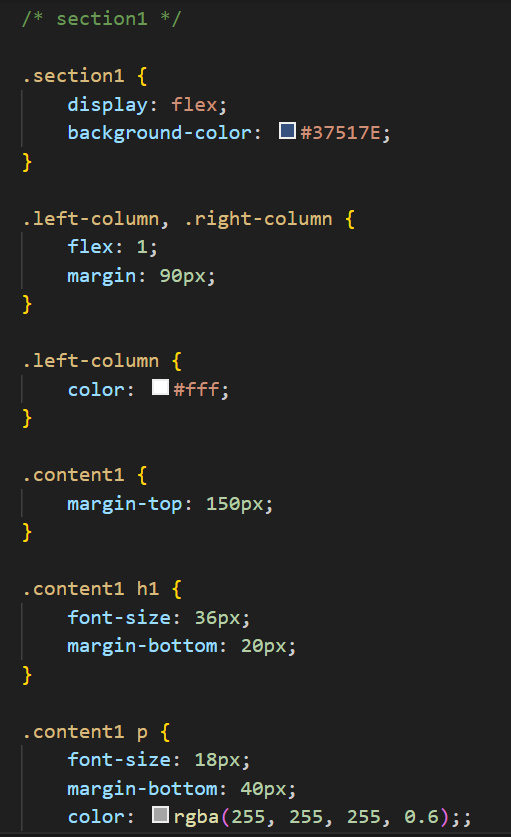 /* section1 */
.section1 {
    display: flex;
    background-color: #37517E;
}
.left-column, .right-column {
    flex: 1;
    margin: 90px;
}
.left-column {
    color: #fff;
}
.content1 {
    margin-top: 150px;
}
.content1 h1 {
    font-size: 36px;
    margin-bottom: 20px;
}
.content1 p {
    font-size: 18px;
    margin-bottom: 40px;
    color: rgba(255, 255, 255, 0.6);;